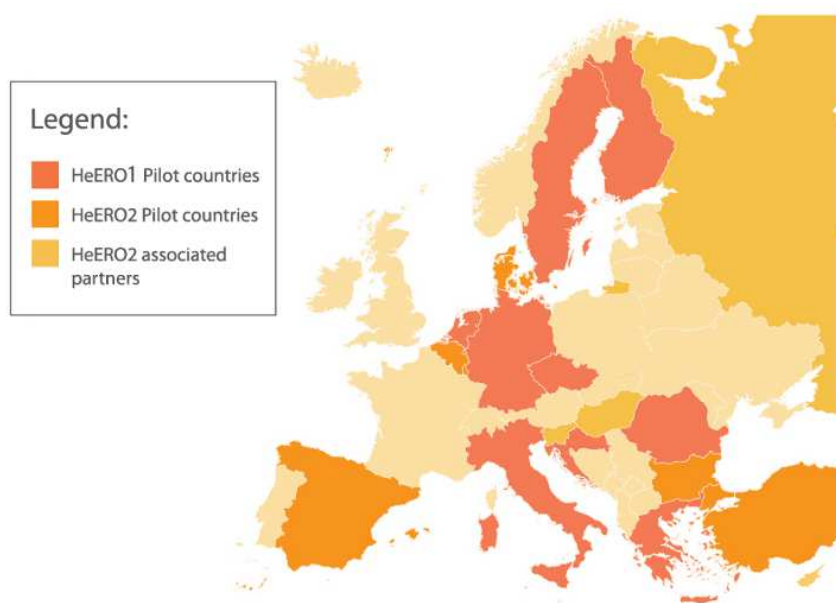 Legend:
HeERO1 Pilot countries
HeERO2 Pilot countries
HeERO2 associated
partners